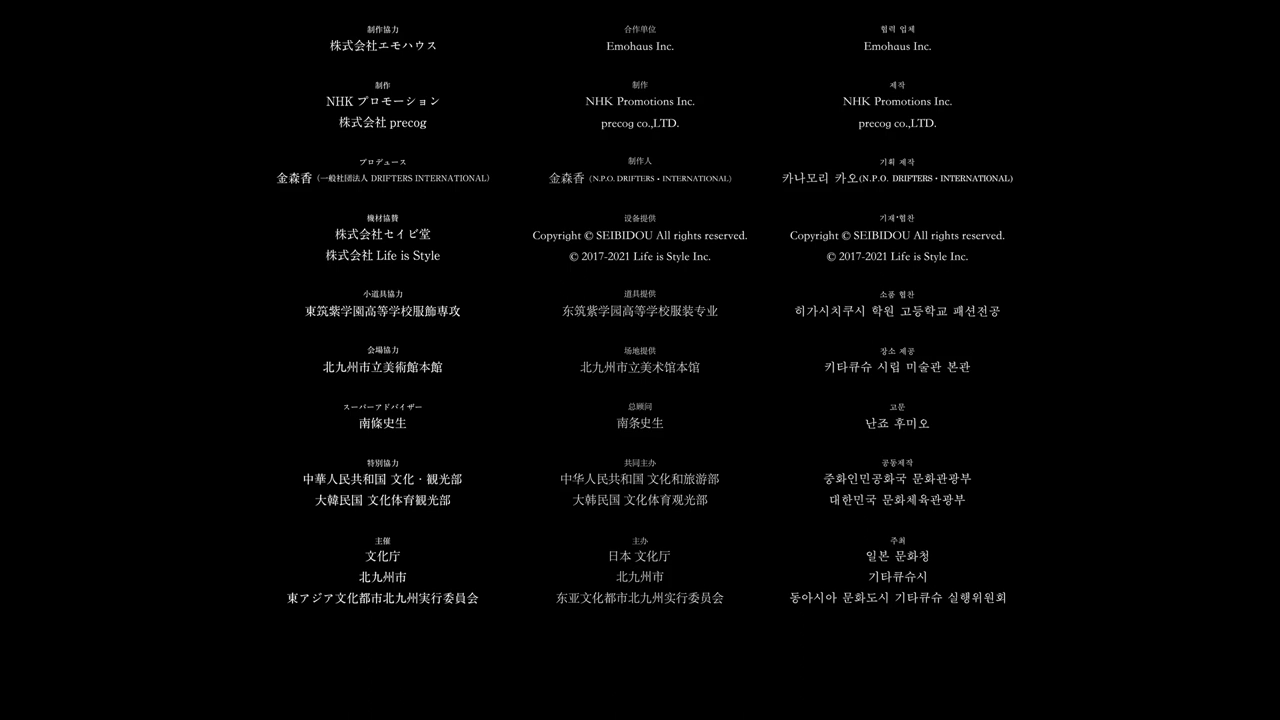 制作協力
株式会社エモハウス
制作
NHK プロモーション
株式会社 precog
プロデュース
金森香（一般社団法人 DRIFTERS INTERNATIONAL）
機材協賛
株式会社セイビ堂
株式会社 Life is Style
小道具協力
東筑紫学園高等学校服飾専攻
会場協力
北九州市立美術館本館
スーパーアドバイザー
南條史生
特別協力
中華人民共和国 文化・観光部
大韓民国 文化体育観光部
主催
文化庁
北九州市
東アジア文化都市北九州実行委員会
合作单位
Emohaus Inc.
制作
NHK Promotions Inc.
precog co.,LTD.
制作人
金森香（N.P.O. DRIFTERS・INTERNATIONAL）
设备提供
Copyright © SEIBIDOU All rights reserved.
© 2017-2021 Life is Style Inc.
道具提供
东筑紫学园高等学校服装专业
场地提供
北九州市立美术馆本馆
总顾问
南条史生
共同主办
中华人民共和国 文化和旅游部
大韩民国 文化体育观光部
主办
日本 文化厅
北九州市
东亚文化都市北九州实行委员会
협력 업체
Emohaus Inc.
제작
NHK Promotions Inc.
precog co.,LTD.
기획 제작
카나모리 카오(N.P.O. DRIFTERS・INTERNATIONAL)
기재·협찬
Copyright © SEIBIDOU All rights reserved.
© 2017-2021 Life is Style Inc.
소품 협찬
히가시치쿠시 학원 고등학교 패션전공
장소 제공
키타큐슈 시립 미술관 본관
고문
난죠 후미오
공동제작
중화인민공화국 문화관광부
대한민국 문화체육관광부
주최
일본 문화청
기타큐슈시
동아시아 문화도시 기타큐슈 실행위원회